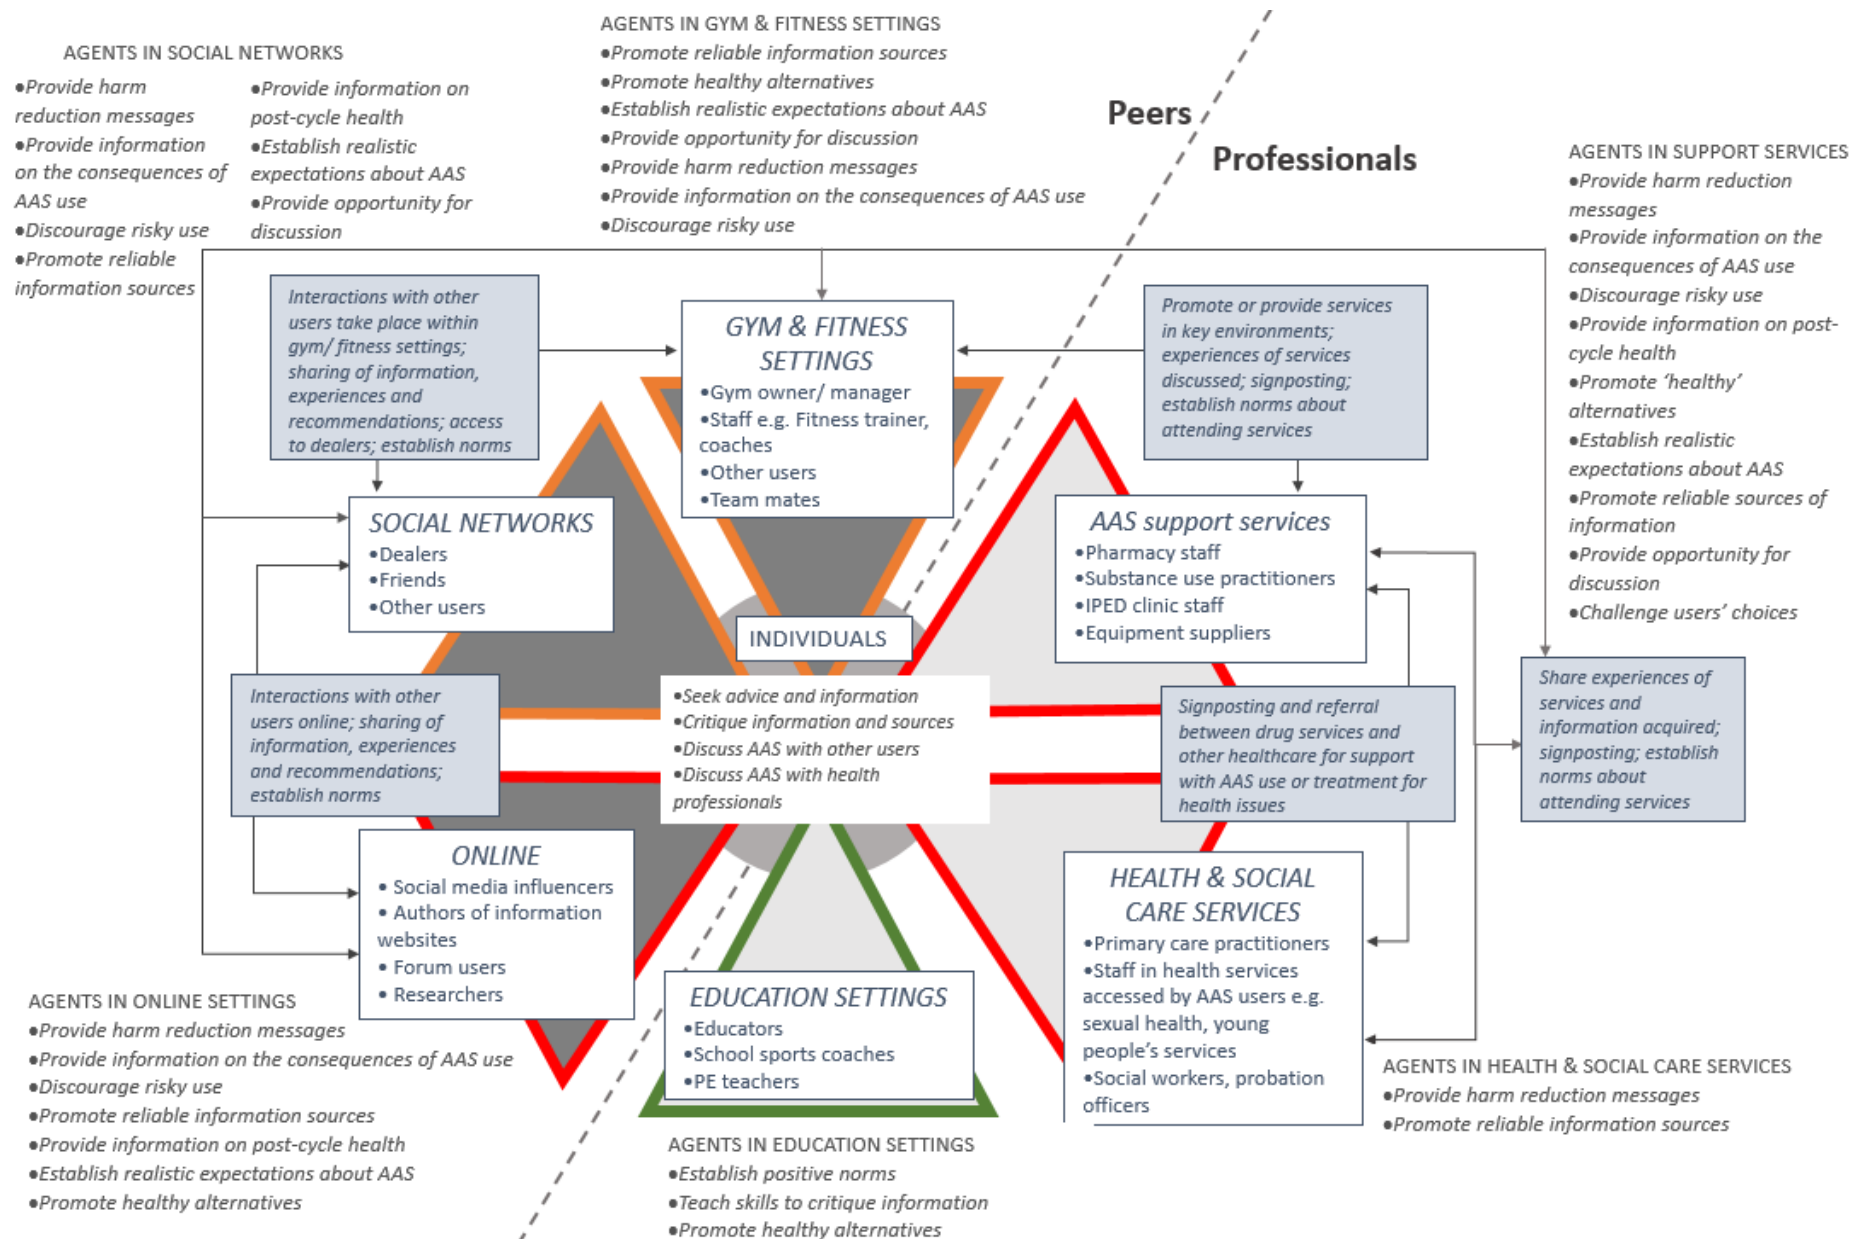 AGENTS IN SOCIAL NETWORKS
•Provide harm
reduction messages
•Provide information
on the consequences of
AAS use
•Discourage risky use
•Promote reliable
information sources
•Provide information on
post-cycle health
•Establish realistic
expectations about AAS
•Provide opportunity for
discussion
AGENTS IN GYM & FITNESS SETTINGS
•Promote reliable information sources
•Promote healthy alternatives
•Establish realistic expectations about AAS
•Provide opportunity for discussion
•Provide harm reduction messages
•Provide information on the consequences of AAS use
•Discourage risky use
Peers
Professionals
AGENTS IN SUPPORT SERVICES
•Provide harm reduction
messages
•Provide information on the
consequences of AAS use
•Discourage risky use
•Provide information on post-
cycle health
•Promote ‘healthy’
alternatives
•Establish realistic
expectations about AAS
•Promote reliable sources of
information
•Provide opportunity for
discussion
•Challenge users’ choices
Interactions with other
users take place within
gym/ fitness settings;
sharing of information,
experiences and
recommendations; access
to dealers; establish norms
GYM & FITNESS
SETTINGS
•Gym owner/ manager
•Staff e.g. Fitness trainer,
coaches
•Other users
•Team mates
Promote or provide services
in key environments;
experiences of services
discussed; signposting;
establish norms about
attending services
SOCIAL NETWORKS
•Dealers
•Friends
•Other users
AAS support services
•Pharmacy staff
•Substance use practitioners
•IPED clinic staff
•Equipment suppliers
INDIVIDUALS
•Seek advice and information
•Critique information and sources
•Discuss AAS with other users
•Discuss AAS with health
professionals
Interactions with other
users online; sharing of
information, experiences
and recommendations;
establish norms
Signposting and referral
between drug services and
other healthcare for support
with AAS use or treatment for
health issues
Share experiences of
services and
information acquired;
signposting; establish
norms about
attending services
ONLINE
• Social media influencers
• Authors of information
websites
• Forum users
• Researchers
EDUCATION SETTINGS
•Educators
•School sports coaches
•PE teachers
HEALTH & SOCIAL
CARE SERVICES
•Primary care practitioners
•Staff in health services
accessed by AAS users e.g.
sexual health, young
people’s services
•Social workers, probation
officers
AGENTS IN ONLINE SETTINGS
•Provide harm reduction messages
•Provide information on the consequences of AAS use
•Discourage risky use
•Promote reliable information sources
•Provide information on post-cycle health
•Establish realistic expectations about AAS
•Promote healthy alternatives
AGENTS IN EDUCATION SETTINGS
•Establish positive norms
•Teach skills to critique information
•Promote healthy alternatives
AGENTS IN HEALTH & SOCIAL CARE SERVICES
•Provide harm reduction messages
•Promote reliable information sources